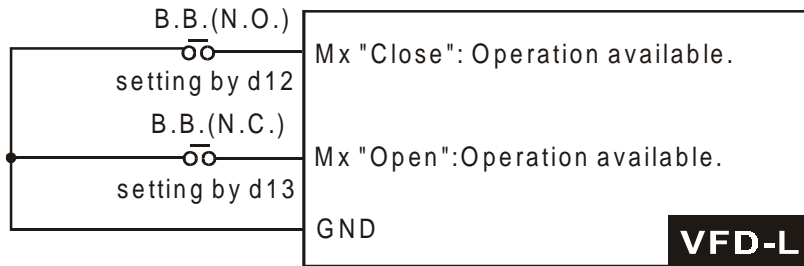 B.B.(N.O.)
Mx "Close": Operation available.
setting by d12
B.B.(N.C.)
Mx "Open":Operation available.
setting by d13
GND
VFD-L